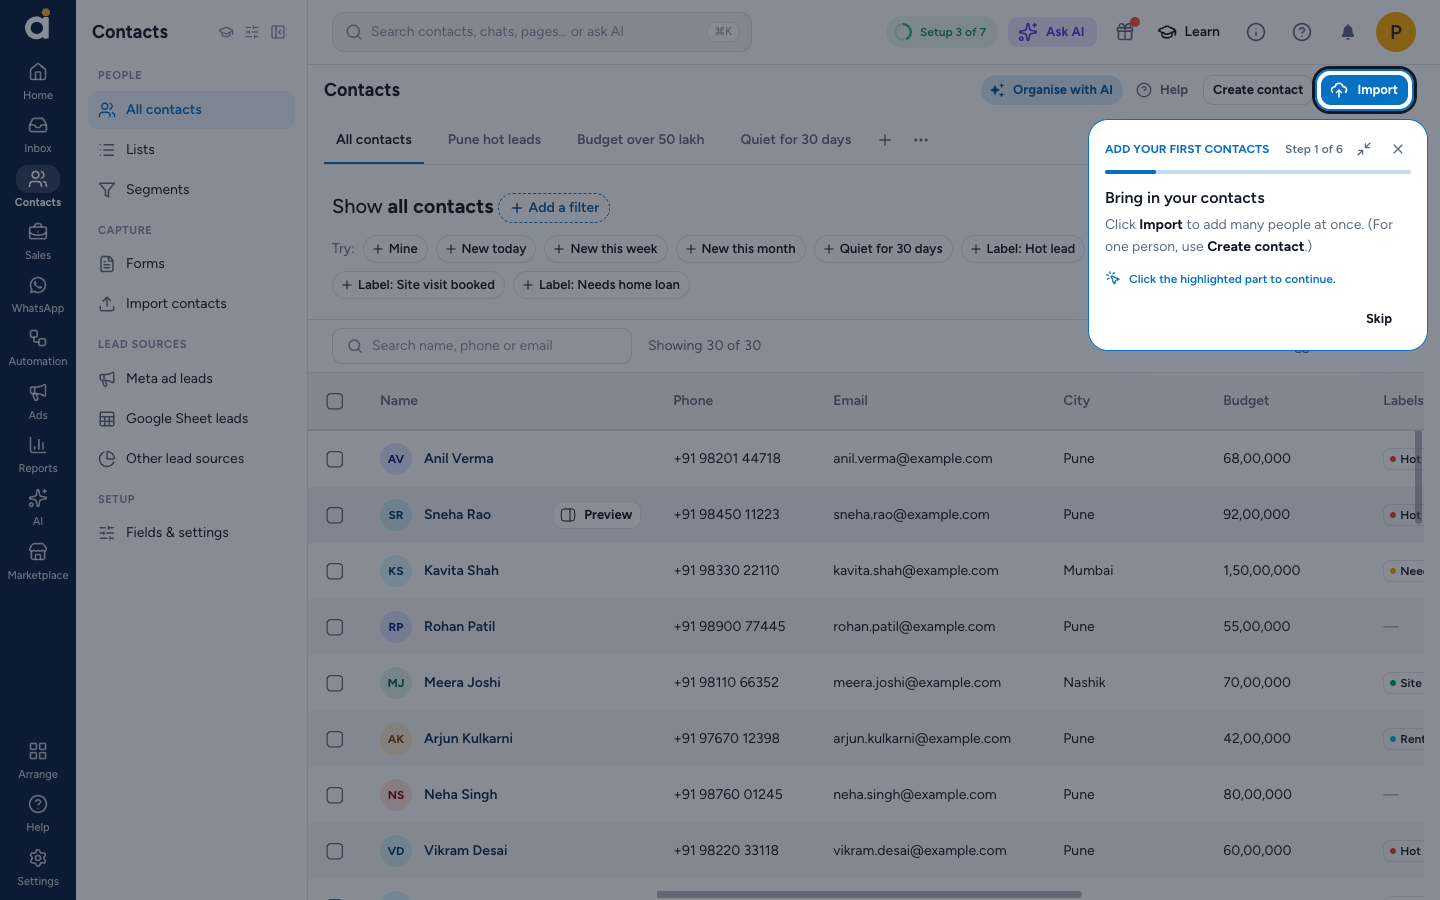 Contacts
Search contacts, chats, pages... or ask AI
⌘K
Setup 3 of 7
Ask AI
Learn
P
Home
Inbox
Contacts
Sales
WhatsApp
Automation
Ads
Reports
AI
Marketplace
Arrange
Help
Settings
PEOPLE
All contacts
Lists
Segments
CAPTURE
Forms
Import contacts
LEAD SOURCES
Meta ad leads
Google Sheet leads
Other lead sources
SETUP
Fields & settings
Contacts
Organise with AI
Help
Create contact
Import
All contacts
Pune hot leads
Budget over 50 lakh
Quiet for 30 days
ADD YOUR FIRST CONTACTS
Step 1 of 6
Bring in your contacts
Click Import to add many people at once. (For
one person, use Create contact.)
Click the highlighted part to continue.
Skip
Show all contacts
Add a filter
Try:
Mine
New today
New this week
New this month
Quiet for 30 days
Label: Hot lead
Label: Site visit booked
Label: Needs home loan
Search name, phone or email
Showing 30 of 30
Name Phone Email City Budget Labels
AV Anil Verma +91 98201 44718 anil.verma@example.com Pune 68,00,000 Hot
SR Sneha Rao Preview +91 98450 11223 sneha.rao@example.com Pune 92,00,000 Hot
KS Kavita Shah +91 98330 22110 kavita.shah@example.com Mumbai 1,50,00,000 Nee
RP Rohan Patil +91 98900 77445 rohan.patil@example.com Pune 55,00,000 —
MJ Meera Joshi +91 98110 66352 meera.joshi@example.com Nashik 70,00,000 Site
AK Arjun Kulkarni +91 97670 12398 arjun.kulkarni@example.com Pune 42,00,000 Rent
NS Neha Singh +91 98760 01245 neha.singh@example.com Pune 80,00,000 —
VD Vikram Desai +91 98220 33118 vikram.desai@example.com Pune 60,00,000 Hot